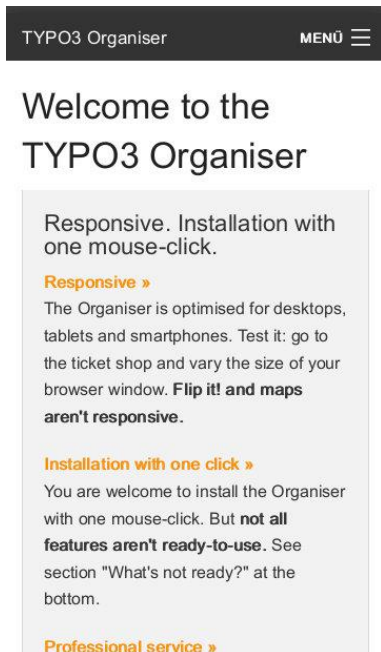 TYPO3 Organiser
MENÜ
Welcome to the
TYPO3 Organiser
Responsive. Installation with
one mouse-click.
Responsive »
The Organiser is optimised for desktops,
tablets and smartphones. Test it: go to
the ticket shop and vary the size of your
browser window. Flip it! and maps
aren't responsive.
Installation with one click »
You are welcome to install the Organiser
with one mouse-click. But not all
features aren't ready-to-use. See
section "What's not ready?" at the
bottom.
Professional service »